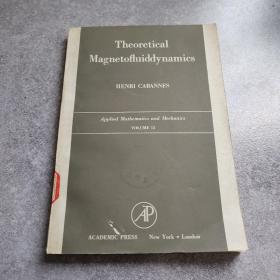 Theoretical
Magnetofluiddynamics
HENRI CABANNES
Applied Mathematics and Mechanics
VOLUME 13
AP
ACADEMIC PRESS New York • London